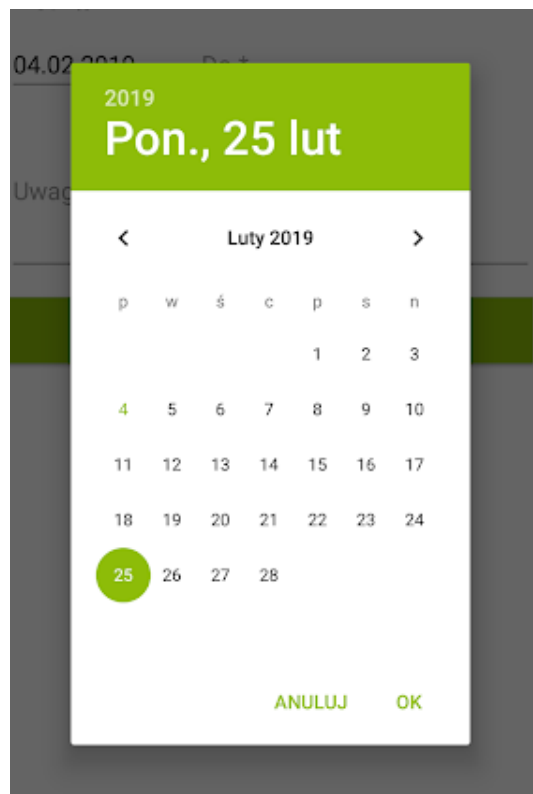 04.02.2019 Do *
2019
Pon., 25 lut
Uwag
Luty 2019
p w ś c p s n
1 2 3
4 5 6 7 8 9 10
11 12 13 14 15 16 17
18 19 20 21 22 23 24
25 26 27 28
ANULUJ OK